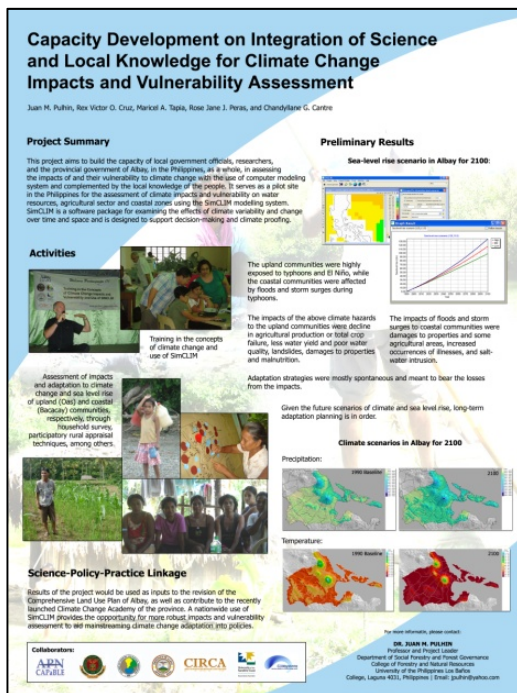 Capacity Development on Integration of Science
and Local Knowledge for Climate Change
Impacts and Vulnerability Assessment
Juan M. Pulhin, Rex Victor O. Cruz, Maricel A. Tapia, Rose Jane J. Peras, and Chandyliane G. Cantre
Project Summary
This project aims to build the capacity of local government officials, researchers,
and the provincial government of Albay, in the Philippines, as a whole, in assessing
the impacts of and their vulnerability to climate change with the use of computer modeling
system and complemented by the local knowledge of the people. It serves as a pilot site
in the Philippines for the assessment of climate impacts and vulnerability on water
resources, agricultural sector and coastal zones using the SimCLIM modelling system.
SimCLIM is a software package for examining the effects of climate variability and change
over time and space and is designed to support decision-making and climate proofing.
Activities
Training in the concepts
of climate change and
use of SimCLIM
Assessment of impacts
and adaptation to climate
change and sea level rise
of upland (Oas) and coastal
(Bacacay) communities,
respectively, through
household survey,
participatory rural appraisal
techniques, among others.
Science-Policy-Practice Linkage
Results of the project would be used as inputs to the revision of the
Comprehensive Land Use Plan of Albay, as well as contribute to the recently
launched Climate Change Academy of the province. A nationwide use of
SimCLIM provides the opportunity for more robust impacts and vulnerability
assessment to aid mainstreaming climate change adaptation into policies.
Collaborators:
APN
CAPaBLE
CIRCA
Preliminary Results
Sea-level rise scenario in Albay for 2100:
The upland communities were highly
exposed to typhoons and El Niño, while
the coastal communities were affected
by floods and storm surges during
typhoons.
The impacts of the above climate hazards
to the upland communities were decline
in agricultural production or total crop
failure, less water yield and poor water
quality, landslides, damages to properties
and malnutrition.
The impacts of floods and storm
surges to coastal communities were
damages to properties and some
agricultural areas, increased
occurrences of illnesses, and salt-
water intrusion.
Adaptation strategies were mostly spontaneous and meant to bear the losses
from the impacts.
Given the future scenarios of climate and sea level rise, long-term
adaptation planning is in order.
Climate scenarios in Albay for 2100
Precipitation:
1990 Baseline
2100
Temperature:
1990 Baseline
2100
For more informatin, please contact:
DR. JUAN M. PULHIN
Professor and Project Leader
Department of Social Forestry and Forest Governance
College of Forestry and Natural Resources
University of the Philippines Los Baños
College, Laguna 4031, Philippines | Email: jpulhin@yahoo.com